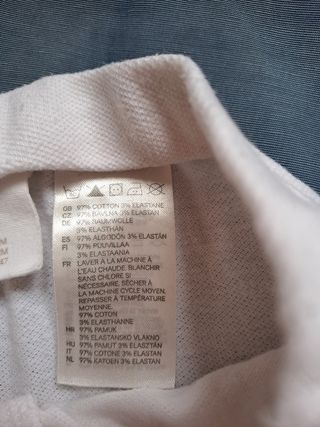 GB 97% COTTON 3% ELASTANE
CZ 97% BAVLNA 3% ELASTAN
DE 97% BAUMWOLLE
3% ELASTHAN
ES 97% ALGODÓN 3% ELASTÁN
FI 97% PUUVILLAA
3% ELASTAANIA
FR LAVER À LA MACHINE À
L'EAU CHAUDE. BLANCHIR
SANS CHLORE SI
NÉCESSAIRE. SÉCHER LA
MACHINE CYCLE MOYEN.
REPASSER À TEMPÉRATURE
MOYENNE.
97% COTON
3% ELASTHANNE
HR 97% PAMUK
3% ELASTANSKO VLAKNO
HU 97% PAMUT 3% ELASZTÁN
IT 97% COTONE 3% ELASTAN
NL 97% KATOEN 3% ELASTAAN